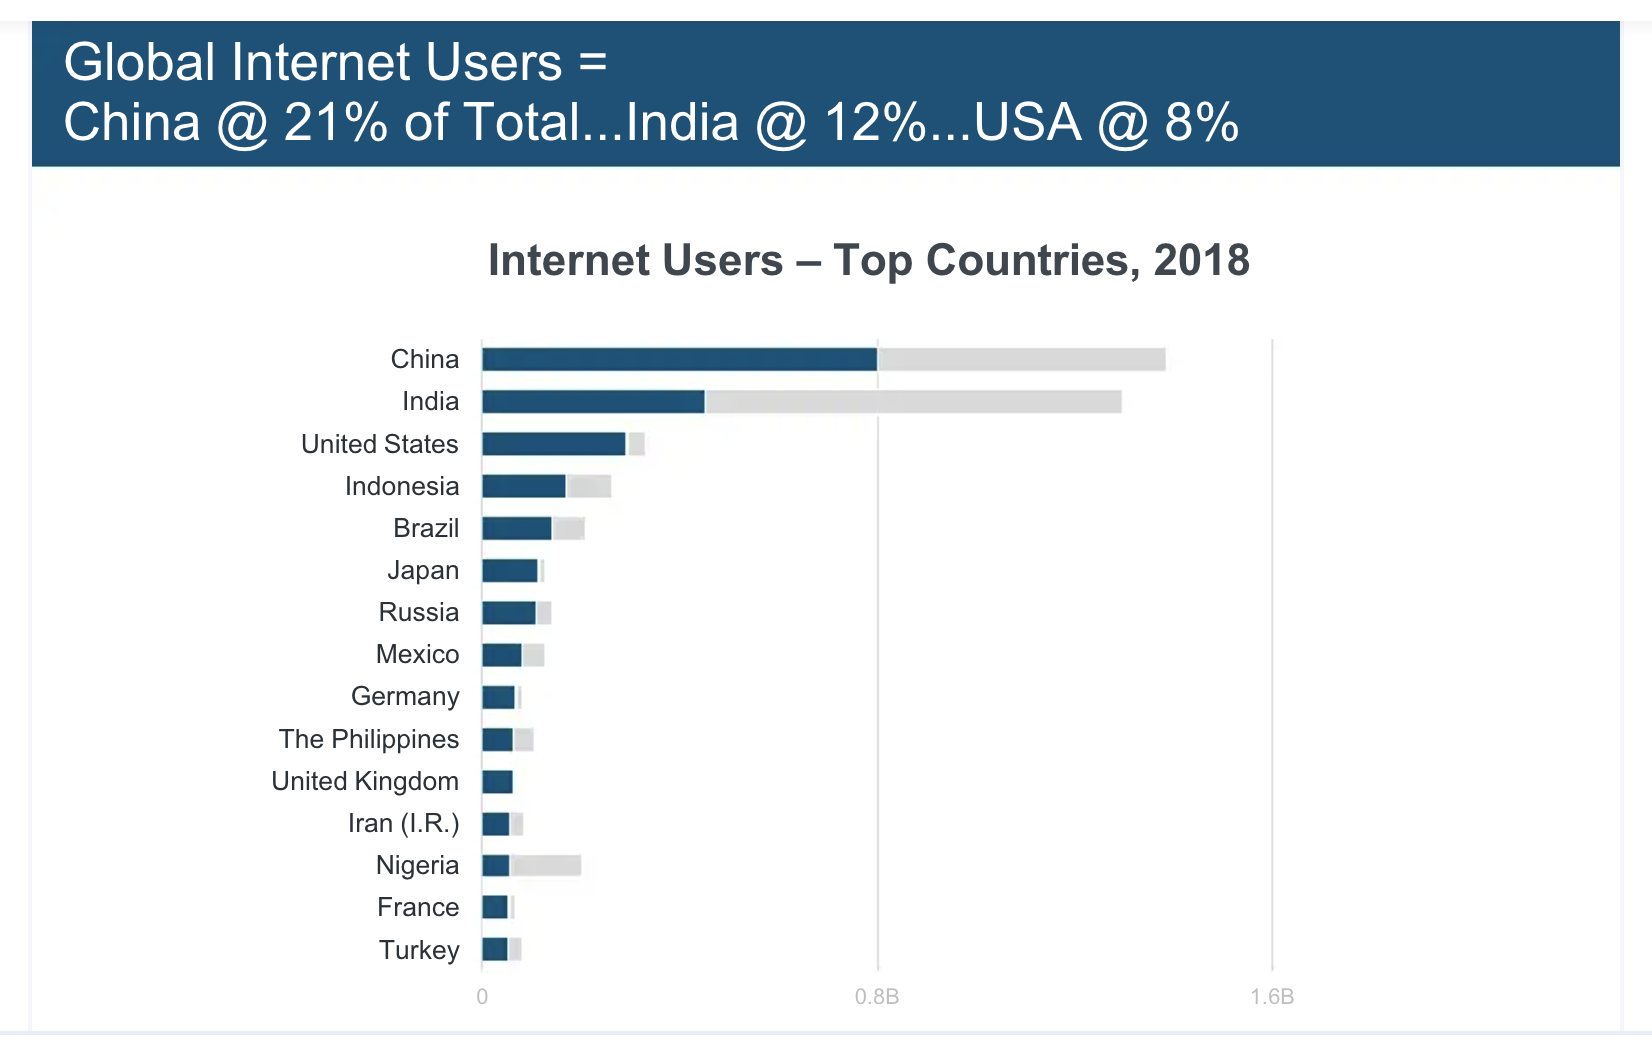 Global Internet Users =
China @ 21% of Total...India @ 12%...USA @ 8%
Internet Users – Top Countries, 2018
China
India
United States
Indonesia
Brazil
Japan
Russia
Mexico
Germany
The Philippines
United Kingdom
Iran (I.R.)
Nigeria
France
Turkey
0 0.8B 1.6B